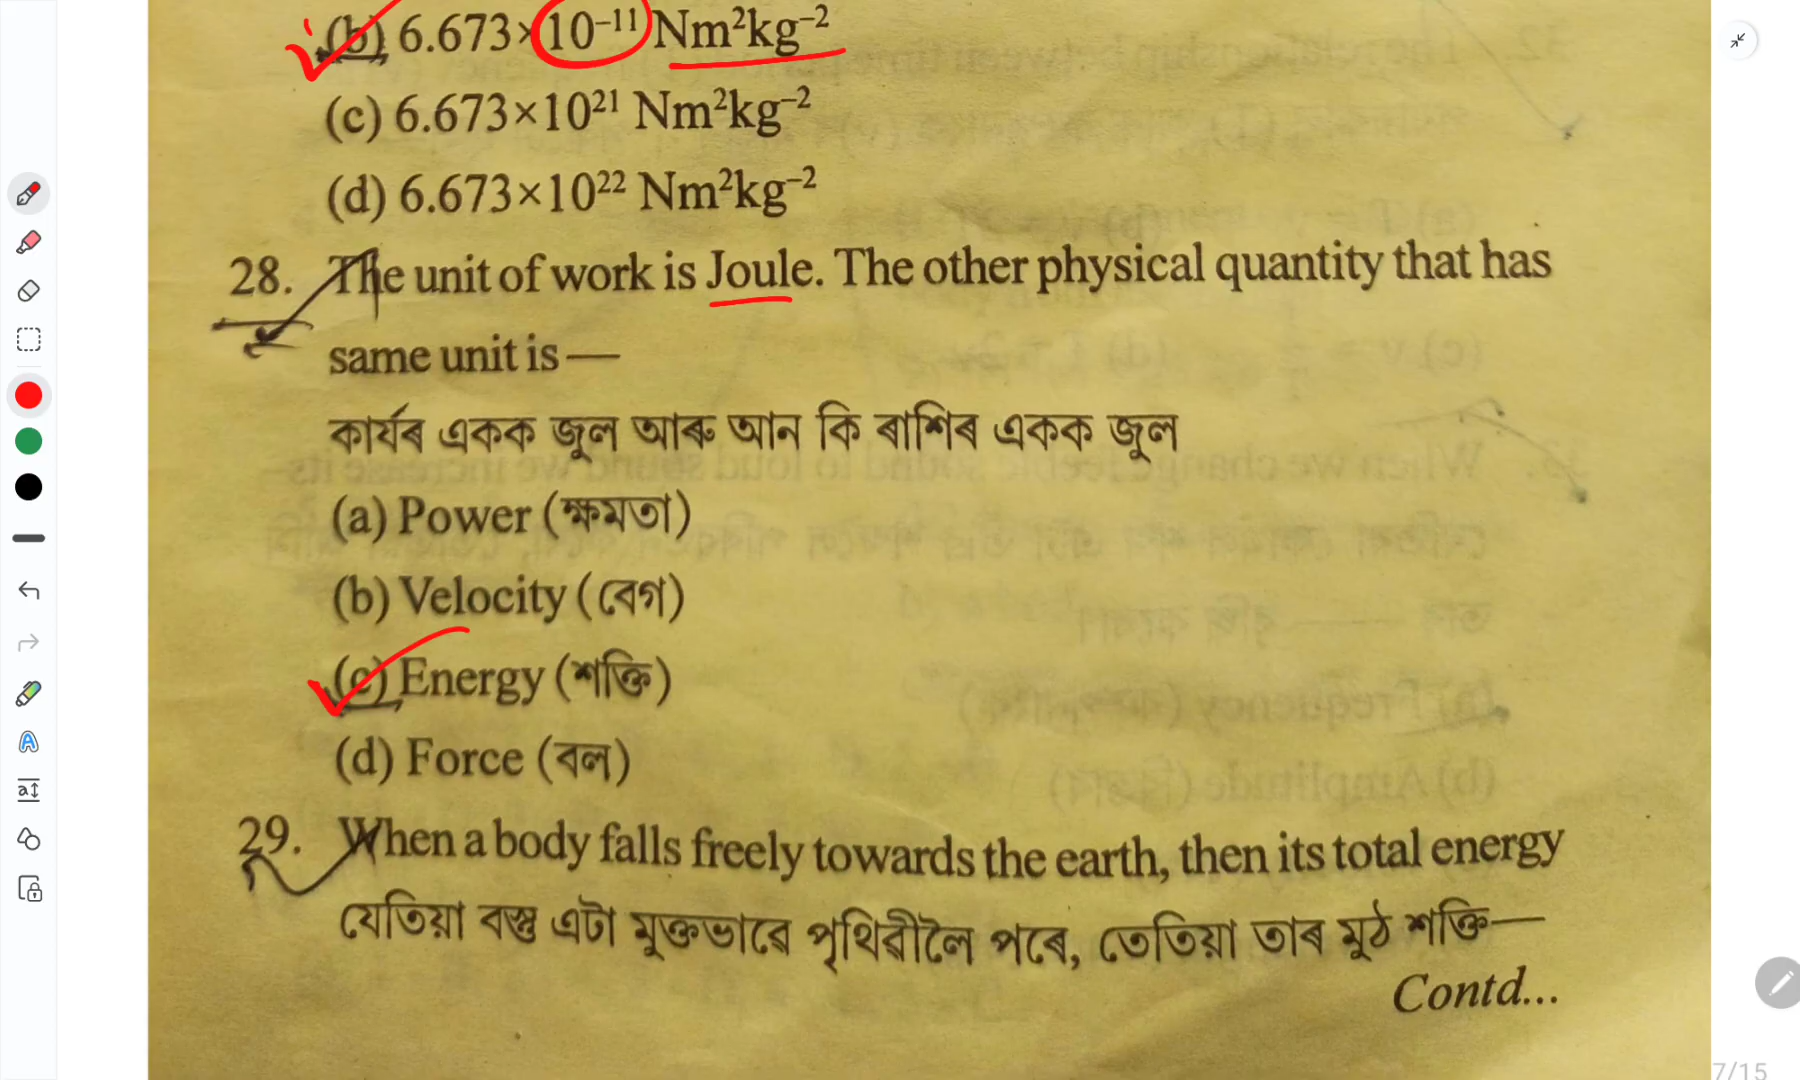 (b) 6.673×10⁻¹¹ Nm²kg⁻²
(c) 6.673×10²¹ Nm²kg⁻²
(d) 6.673×10²² Nm²kg⁻²
28. The unit of work is Joule. The other physical quantity that has
same unit is —
কাৰ্যৰ একক জুল আৰু আন কি ৰাশিৰ একক জুল
(a) Power (ক্ষমতা)
(b) Velocity (বেগ)
(c) Energy (শক্তি)
(d) Force (বল)
29. When a body falls freely towards the earth, then its total energy
যেতিয়া বস্তু এটা মুক্তভাৱে পৃথিৱীলৈ পৰে, তেতিয়া তাৰ মুঠ শক্তি—
Contd...
7/15